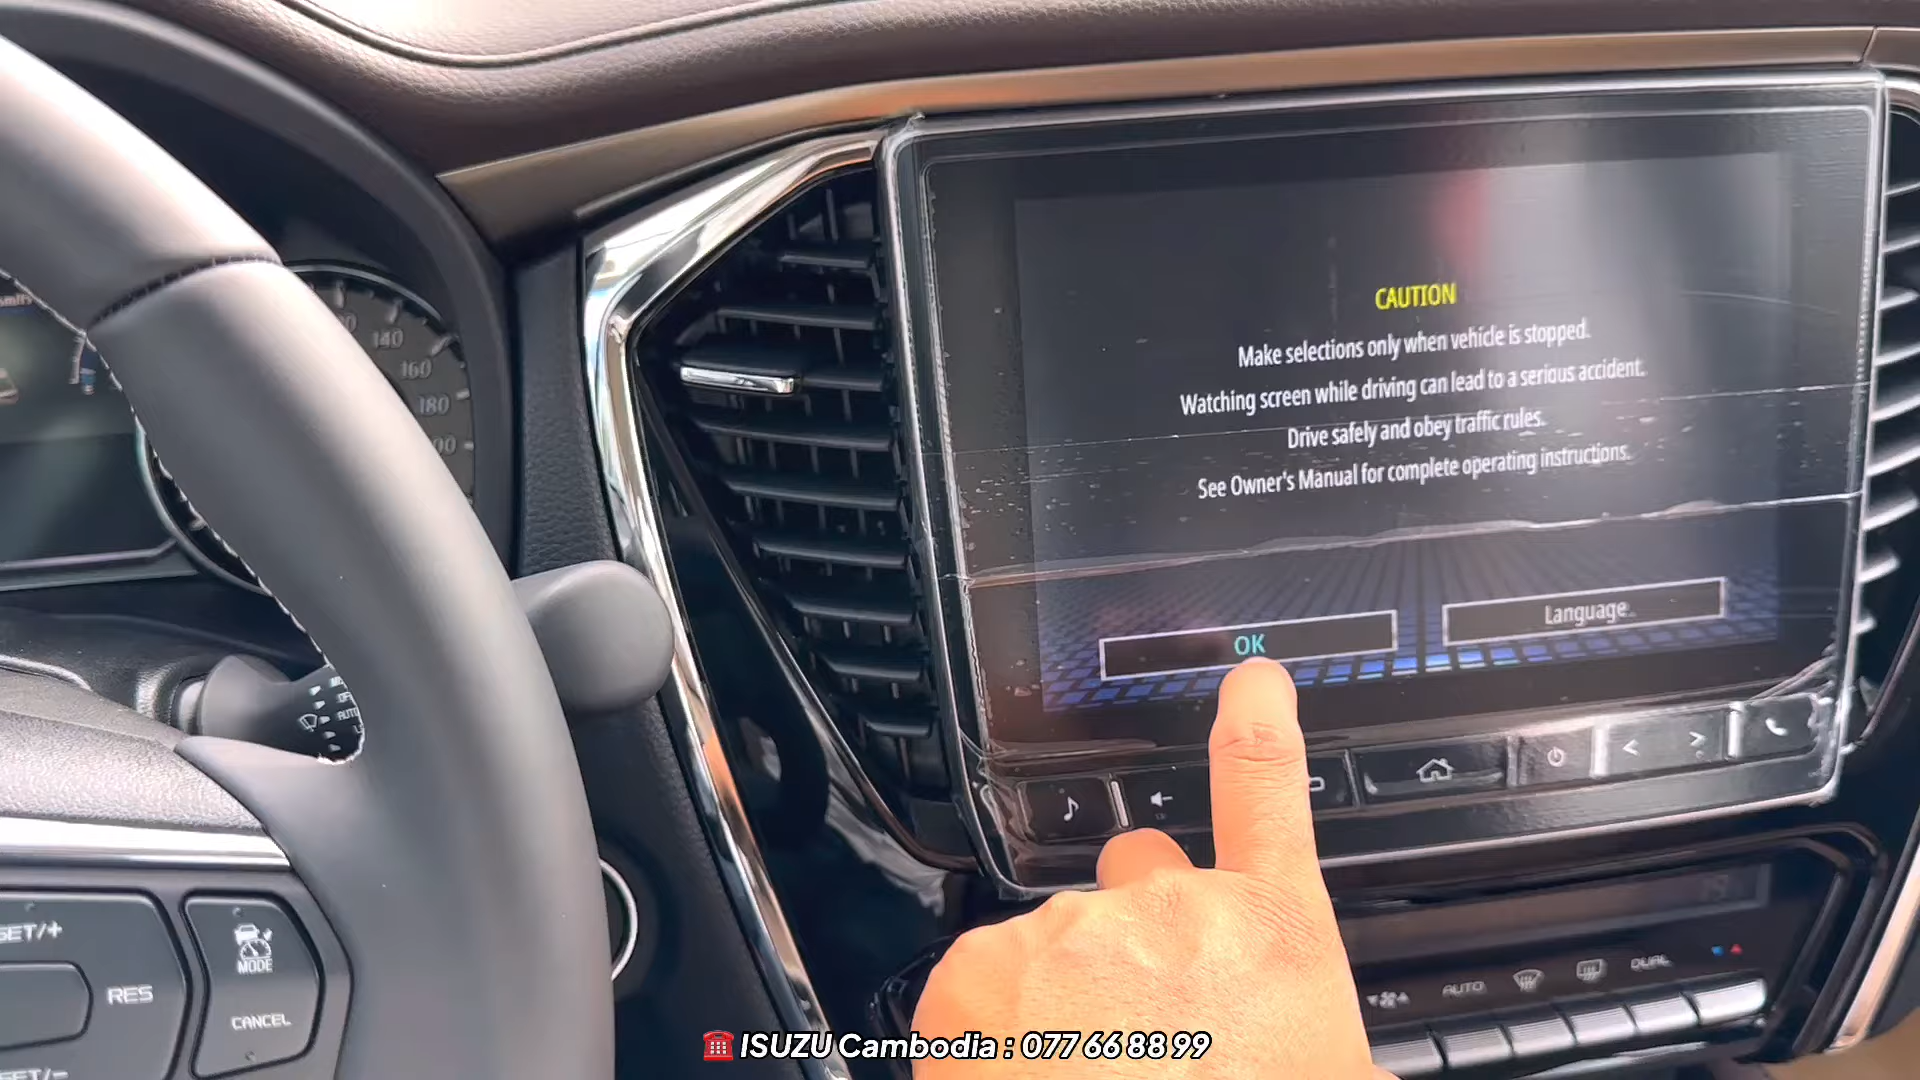 CAUTION
Make selections only when vehicle is stopped.
Watching screen while driving can lead to a serious accident.
Drive safely and obey traffic rules.
See Owner's Manual for complete operating instructions.
OK
Language
140
160
180
AUTO
RES
MODE
CANCEL
AUTO
DUAL
ISUZU Cambodia : 077 66 88 99